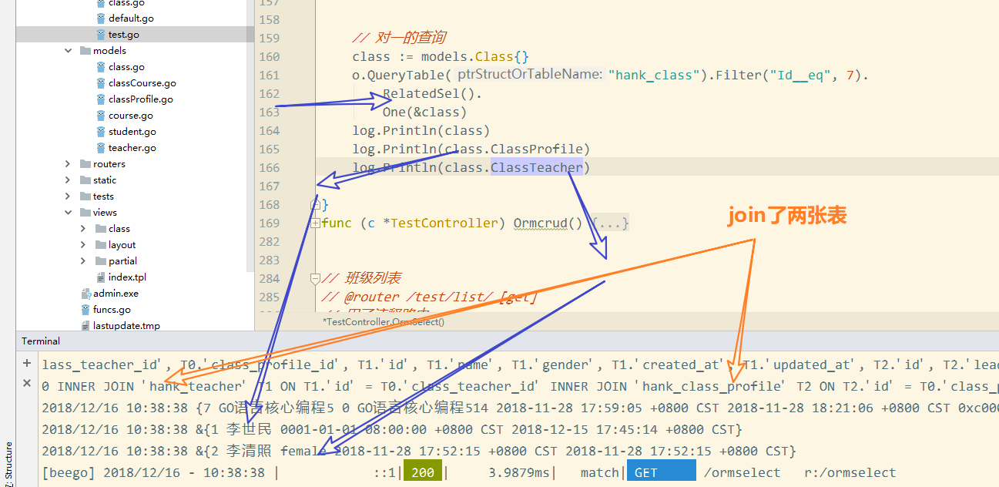 class.go
default.go
test.go
models
class.go
classCourse.go
classProfile.go
course.go
student.go
teacher.go
routers
static
tests
views
class
layout
partial
index.tpl
admin.exe
funcs.go
lastupdate.tmp
157
158
159 // 对一的查询
160 class := models.Class{}
161 o.QueryTable( ptrStructOrTableName: "hank_class").Filter("Id__eq", 7).
162 RelatedSel().
163 One(&class)
164 log.Println(class)
165 log.Println(class.ClassProfile)
166 log.Println(class.ClassTeacher)
167
168 }
169 func (c *TestController) Ormcrud() {...}
282
283
284 // 班级列表
285 // @router /test/list/ [get]
*TestController.OrmSelect()
join了两张表
Terminal
lass_teacher_id', T0.'class_profile_id', T1.'id', T1.'name', T1.'gender', T1.'created_at', T1.'updated_at', T2.'id', T2.'lead
0 INNER JOIN 'hank_teacher' T1 ON T1.'id' = T0.'class_teacher_id' INNER JOIN 'hank_class_profile' T2 ON T2.'id' = T0.'class_p
2018/12/16 10:38:38 {7 GO语言核心编程5 0 GO语言核心编程514 2018-11-28 17:59:05 +0800 CST 2018-11-28 18:21:06 +0800 CST 0xc000
2018/12/16 10:38:38 &{1 李世民 0001-01-01 08:00:00 +0800 CST 2018-12-15 17:45:14 +0800 CST}
2018/12/16 10:38:38 &{2 李清照 female 2018-11-28 17:52:15 +0800 CST 2018-11-28 17:52:15 +0800 CST}
[beego] 2018/12/16 - 10:38:38 | ::1| 200 | 3.9879ms| match| GET /ormselect r:/ormselect
Z: Structure